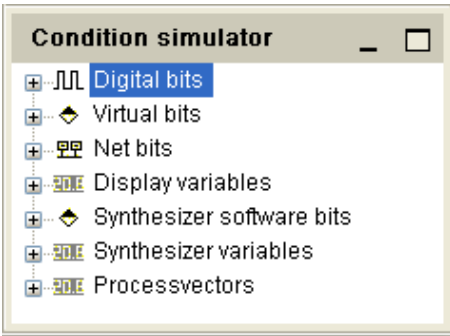 Condition simulator
Digital bits
Virtual bits
Net bits
Display variables
Synthesizer software bits
Synthesizer variables
Processvectors